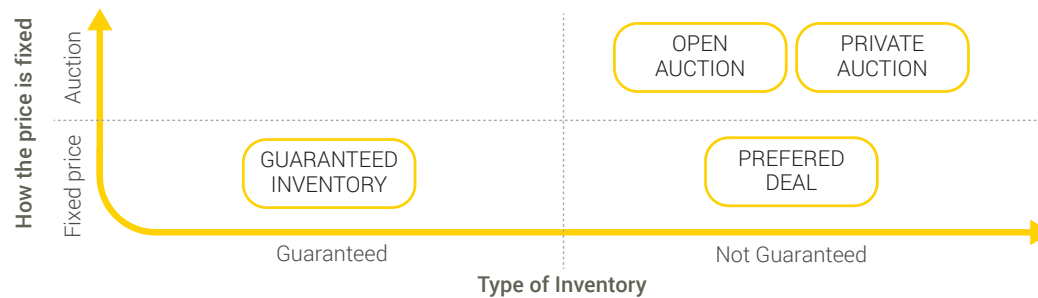 How the price is fixed
Auction
Fixed price
OPEN
AUCTION
PRIVATE
AUCTION
GUARANTEED
INVENTORY
PREFERED
DEAL
Guaranteed
Not Guaranteed
Type of Inventory